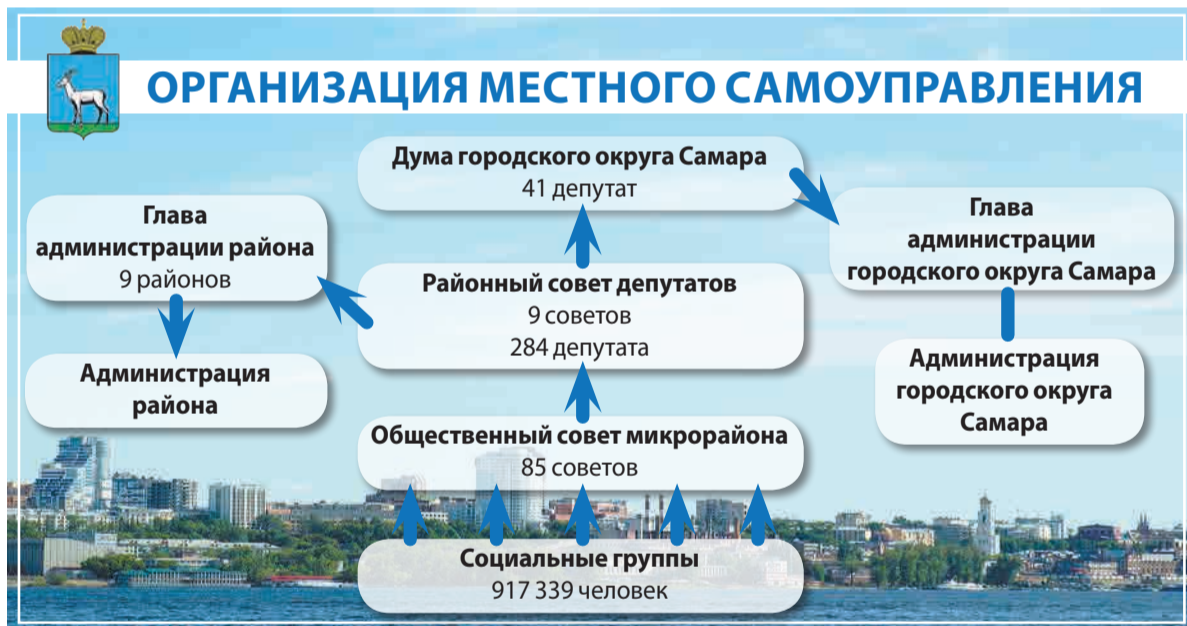 ОРГАНИЗАЦИЯ МЕСТНОГО САМОУПРАВЛЕНИЯ
Дума городского округа Самара
41 депутат
Глава
администрации района
9 районов
Глава
администрации
городского округа Самара
Районный совет депутатов
9 советов
284 депутата
Администрация
района
Администрация
городского округа
Самара
Общественный совет микрорайона
85 советов
Социальные группы
917 339 человек